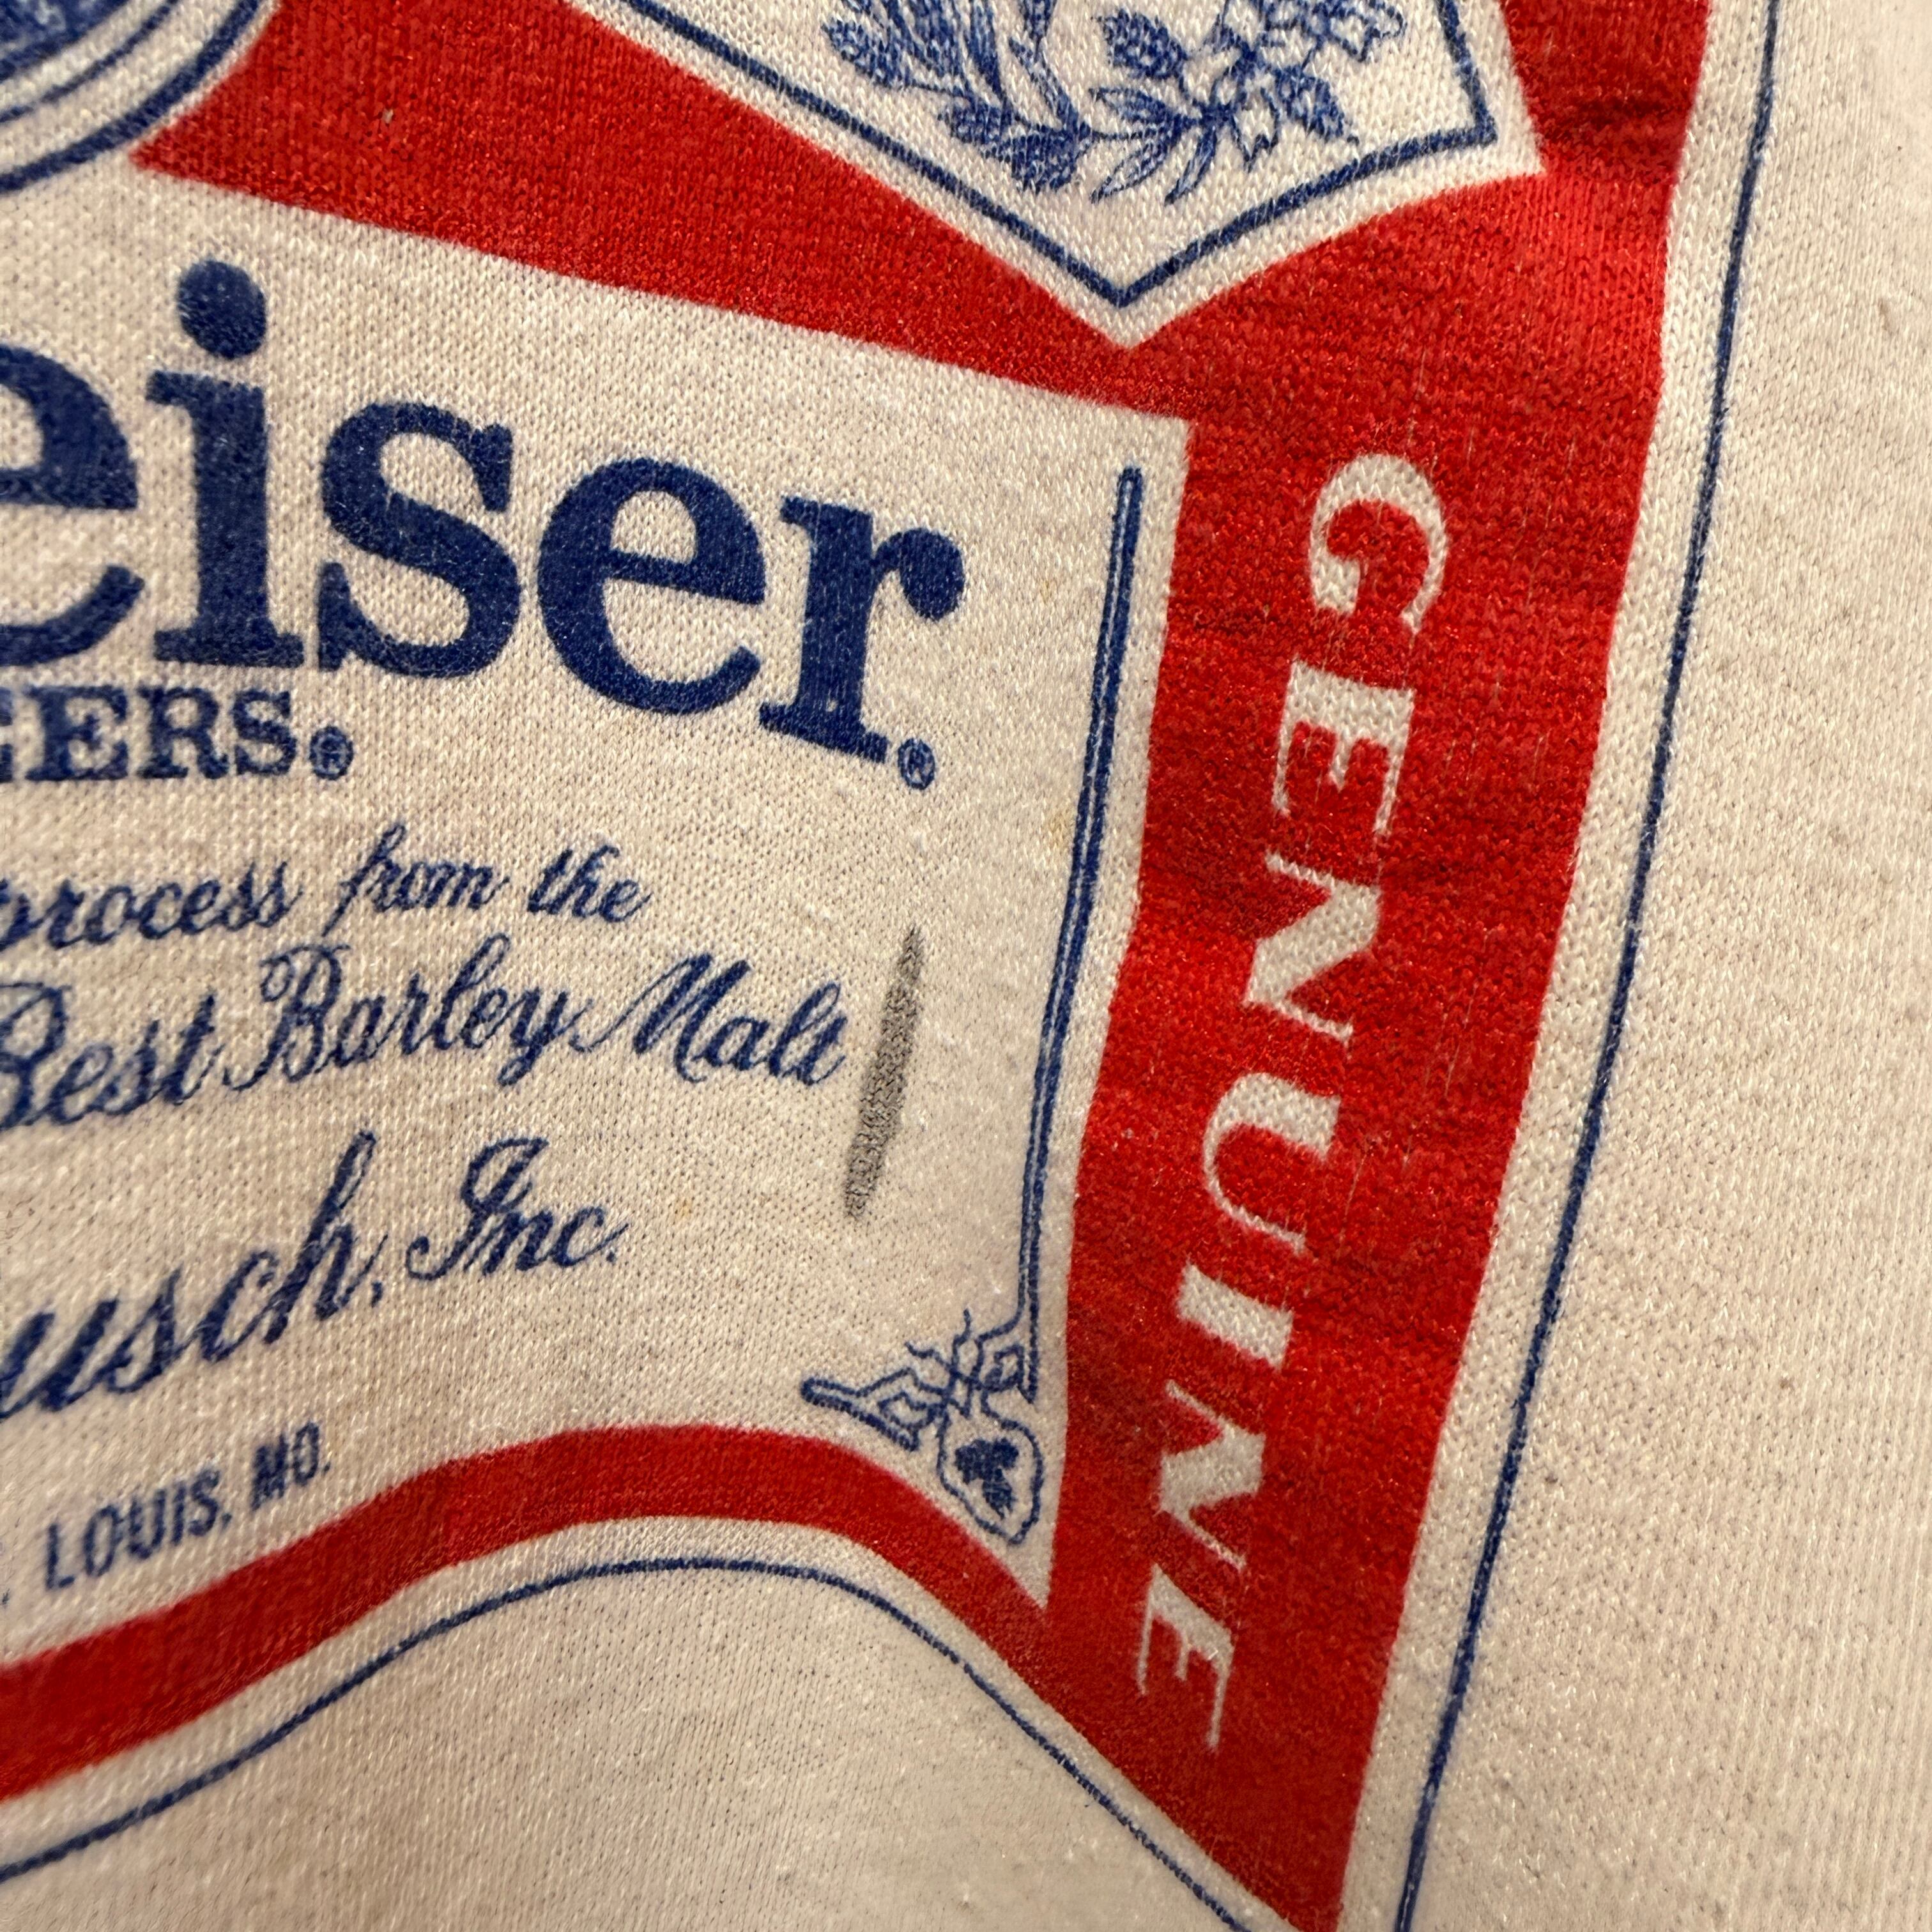 eiser®
GERS.®
process from the
Best Barley Malt
usch, Inc.
LOUIS, MO.
GENUINE